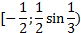 [-1/2; 1/2 sin 1/3)